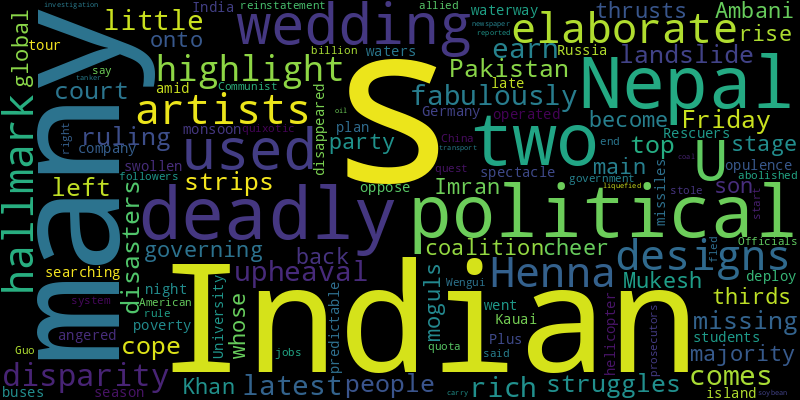 investigation
little
wedding
India
reinstatement
allied
waterway
thrusts
Ambani
elaborate
rise
tour
onto
billion
waters
Russia
landslide
global
many
highlight
S
earn
Pakistan
Nepal
say
tanker
court
amid
Communist
late
newspaper
reported
fabulously
hallmark
artists
disappeared
oil
Germany
operated
become
Friday
right
ruling
monsoon
quixotic
plan
party
China
transport
two
Rescuers
U
stage
company
used
end
top
swollen
followers
left
strips
oppose
Imran
quest
spectacle
main
government
missiles
son
opulence
abolished
disasters
deadly
political
liquefied
coal
stole
start
governing
back
coalition
cheer
designs
fled
Officials
searching
upheaval
Indian
moguls
Henna
Mukesh
deploy
system
night
American
rule
University
whose
predictable
Wengui
went
Kauai
helicopter
prosecutors
thirds
angered
poverty
Plus
missing
students
Guo
cope
jobs
quota
said
majority
disparity
Khan
latest
people
rich
struggles
comes
buses
season
carry
island
soybean